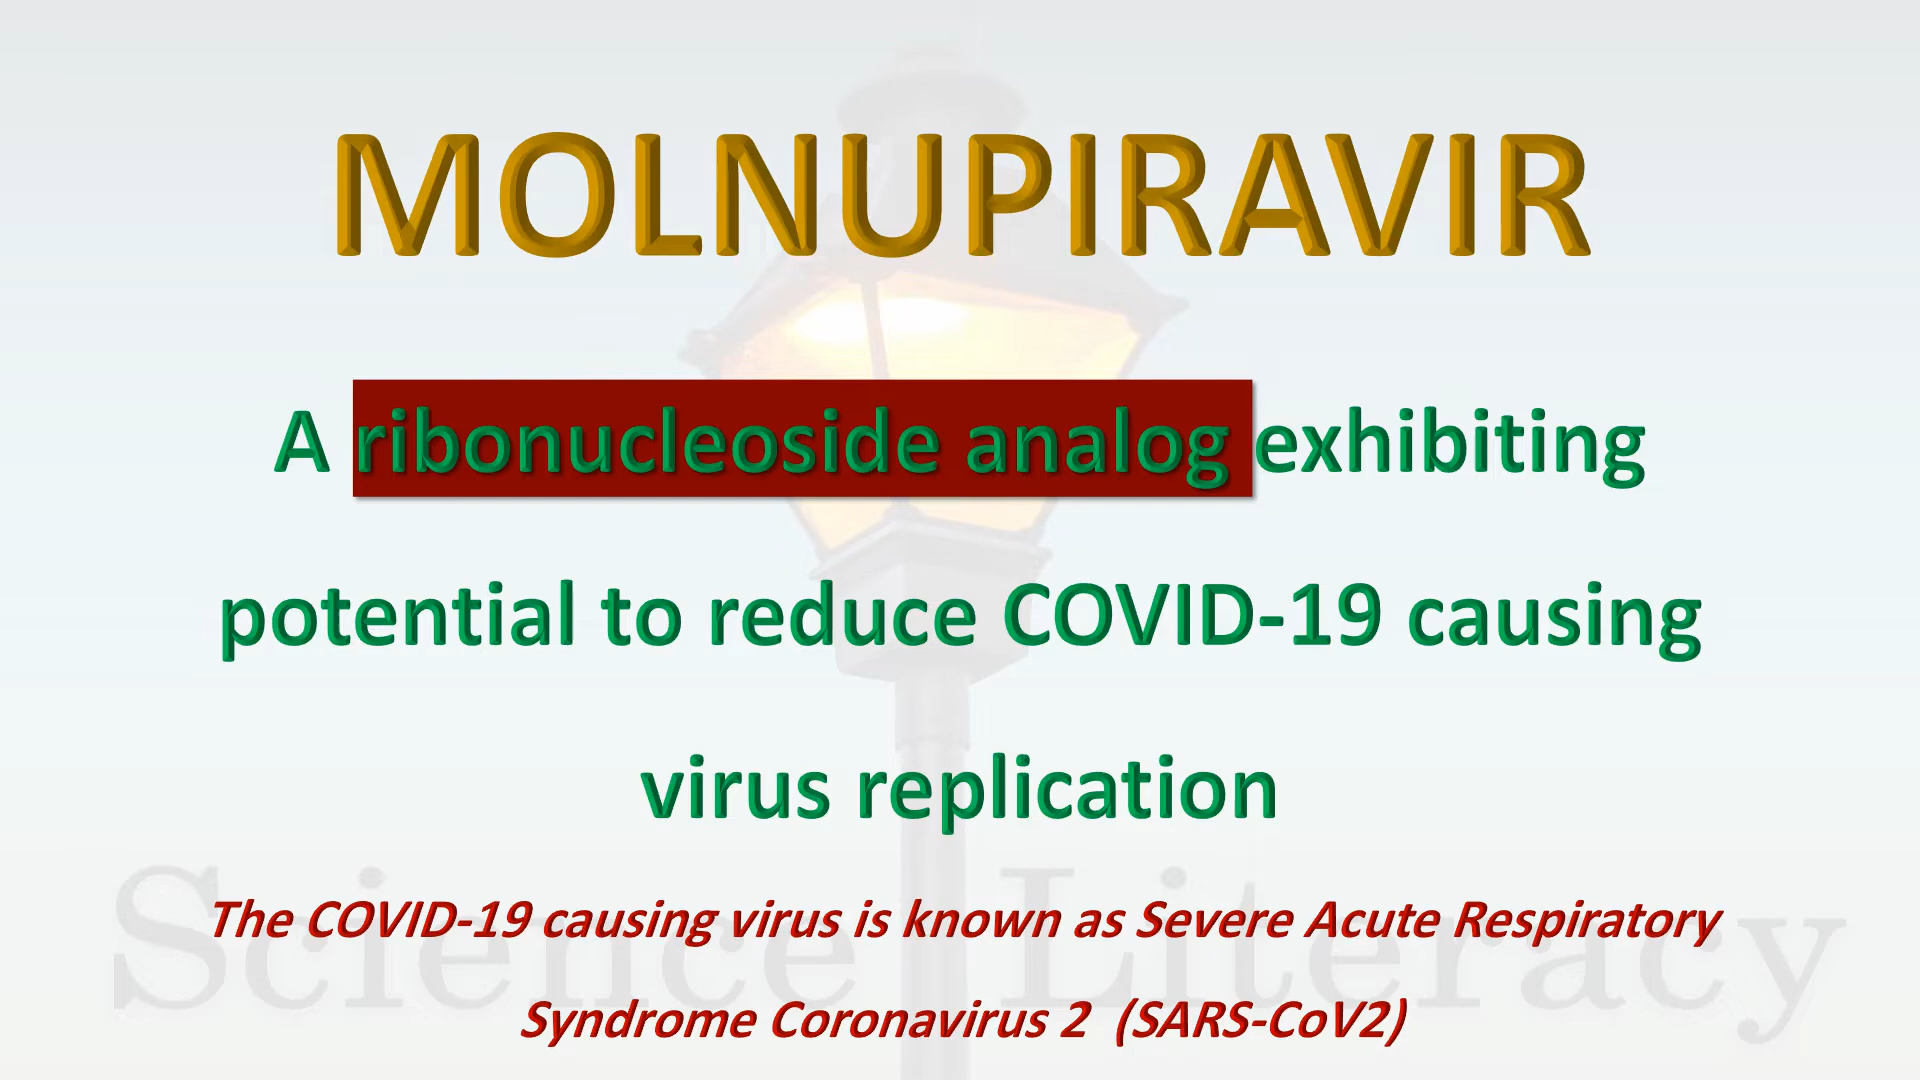 MOLNUPIRAVIR
A ribonucleoside analog exhibiting
potential to reduce COVID-19 causing
virus replication
Science Literacy
The COVID-19 causing virus is known as Severe Acute Respiratory
Syndrome Coronavirus 2 (SARS-CoV2)